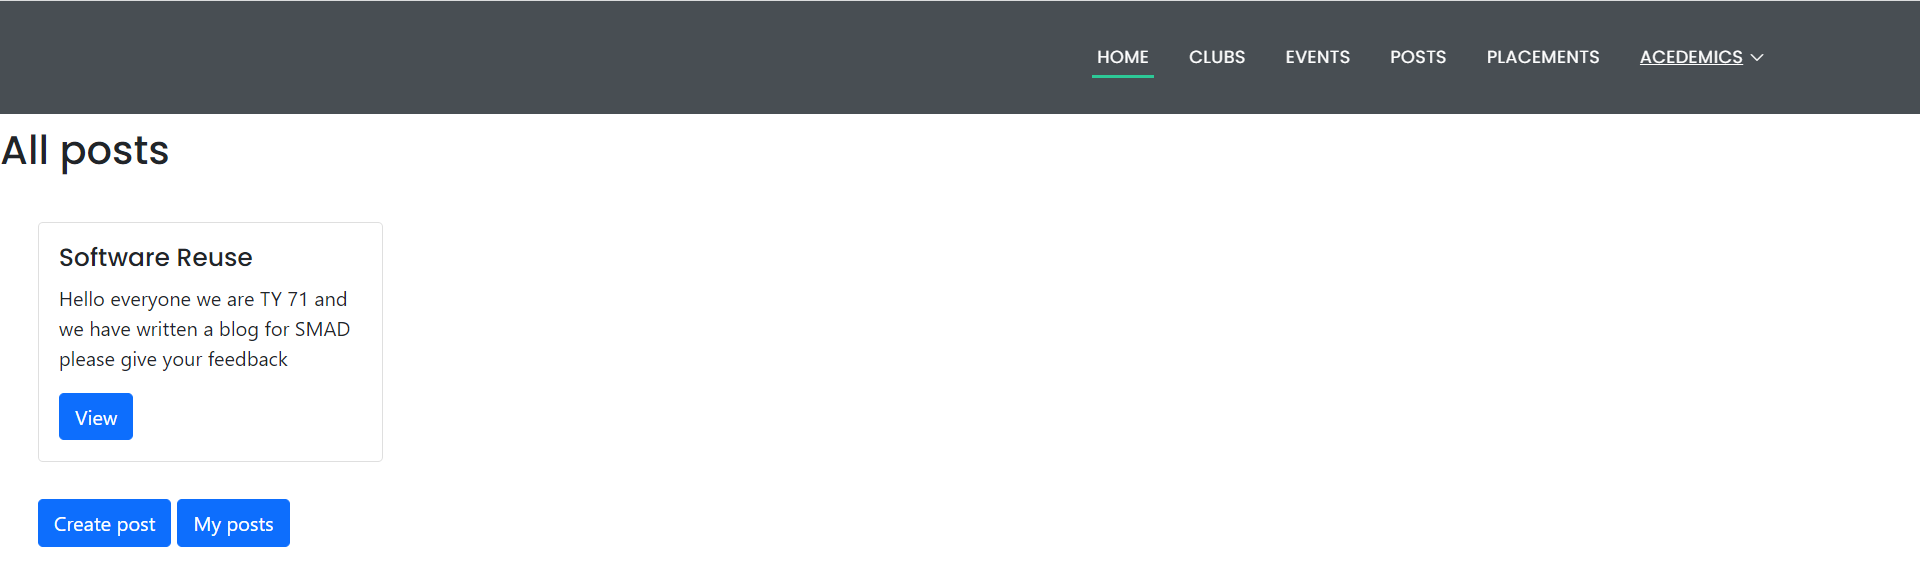 HOME CLUBS EVENTS POSTS PLACEMENTS ACEDEMICS
All posts
Software Reuse
Hello everyone we are TY 71 and
we have written a blog for SMAD
please give your feedback
View
Create post My posts